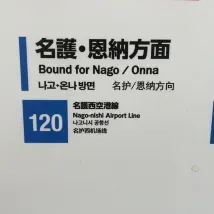 名護・恩納方面
Bound for Nago / Onna
나고·온나 방면 名护/恩纳方向
120
名護西空港線
Nago-nishi Airport Line
나고니시 공항선
名护西机场线